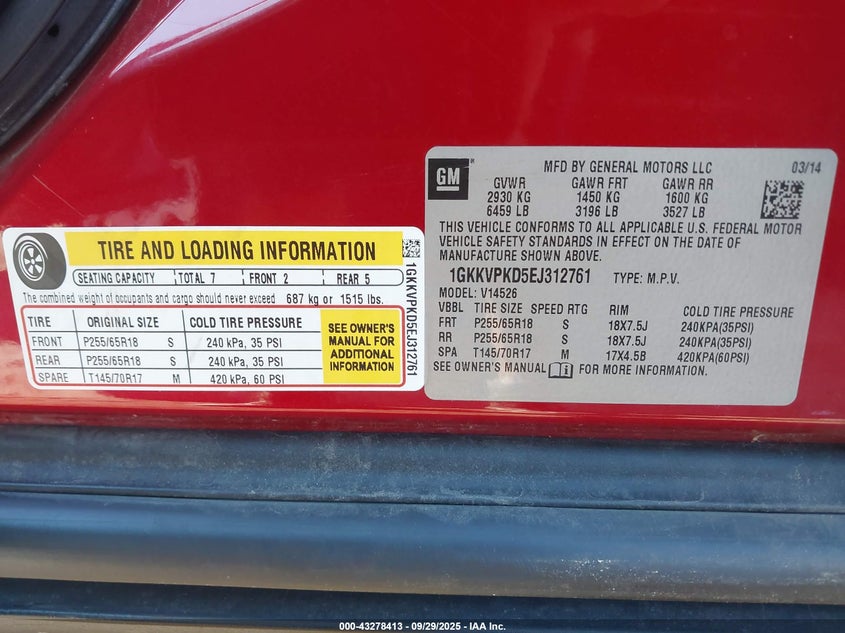 TIRE AND LOADING INFORMATION
SEATING CAPACITY TOTAL 7 FRONT 2 REAR 5
The combined weight of occupants and cargo should never exceed 687 kg or 1515 lbs.
TIRE ORIGINAL SIZE COLD TIRE PRESSURE
FRONT P255/65R18 S 240 kPa, 35 PSI
REAR P255/65R18 S 240 kPa, 35 PSI
SPARE T145/70R17 M 420 kPa, 60 PSI
SEE OWNER'S
MANUAL FOR
ADDITIONAL
INFORMATION
1GKKVPKD5EJ312761
GM
MFD BY GENERAL MOTORS LLC 03/14
GVWR GAWR FRT GAWR RR
2930 KG 1450 KG 1600 KG
6459 LB 3196 LB 3527 LB
THIS VEHICLE CONFORMS TO ALL APPLICABLE U.S. FEDERAL MOTOR
VEHICLE SAFETY STANDARDS IN EFFECT ON THE DATE OF
MANUFACTURE SHOWN ABOVE.
1GKKVPKD5EJ312761 TYPE: M.P.V.
MODEL: V14526
VBBL TIRE SIZE SPEED RTG RIM COLD TIRE PRESSURE
FRT P255/65R18 S 18X7.5J 240KPA(35PSI)
RR P255/65R18 S 18X7.5J 240KPA(35PSI)
SPA T145/70R17 M 17X4.5B 420KPA(60PSI)
SEE OWNER'S MANUAL FOR MORE INFORMATION.
000-43278413 - 09/29/2025 - IAA Inc.